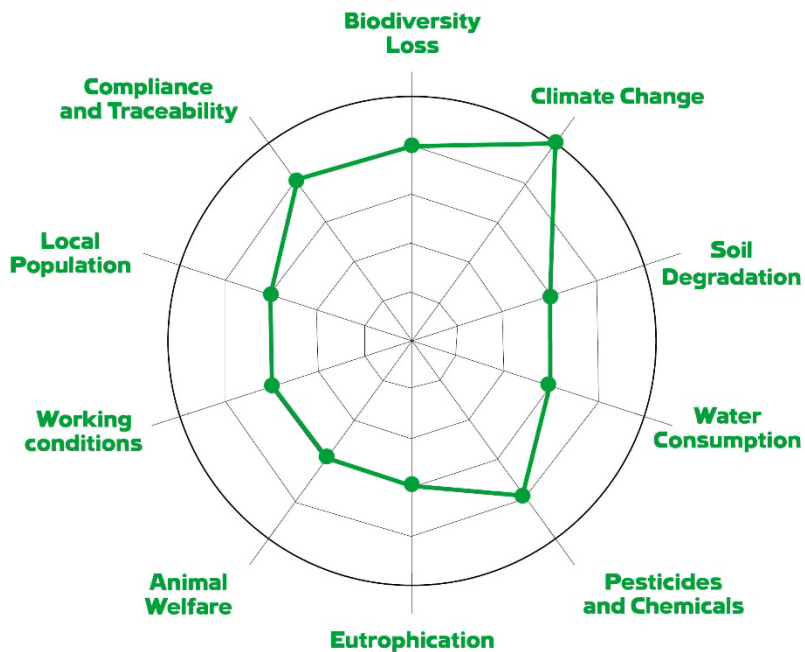 Biodiversity
Loss
Climate Change
Soil
Degradation
Water
Consumption
Pesticides
and Chemicals
Eutrophication
Animal
Welfare
Working
conditions
Local
Population
Compliance
and Traceability